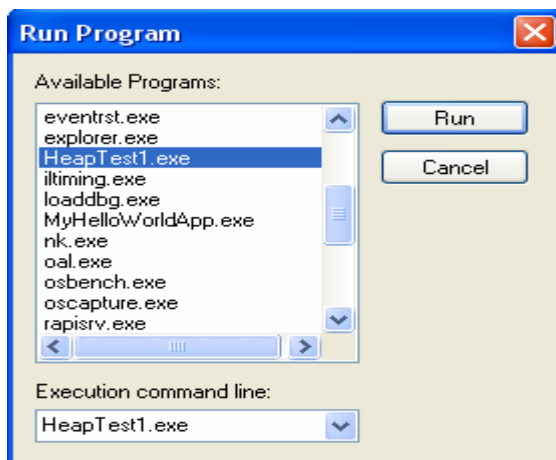 Run Program
Available Programs:
eventrst.exe
explorer.exe
HeapTest1.exe
iltiming.exe
loaddbg.exe
MyHelloWorldApp.exe
nk.exe
oal.exe
osbench.exe
oscapture.exe
rapisrv.exe
Run
Cancel
Execution command line:
HeapTest1.exe